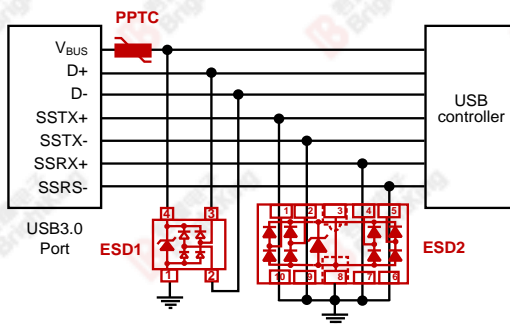 PPTC
VBUS
D+
D-
SSTX+
SSTX-
SSRX+
SSRS-
USB
controller
USB3.0
Port
ESD1
4
3
1
2
ESD2
1
2
3
4
5
10
9
8
7
6